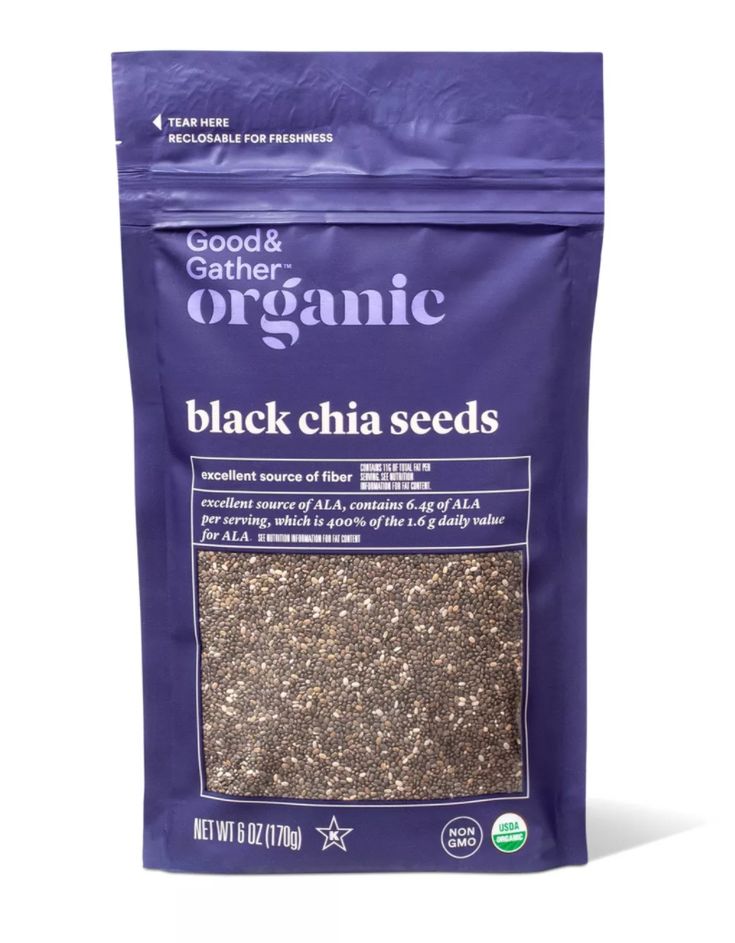 TEAR HERE
RECLOSABLE FOR FRESHNESS
Good&
Gather™
organic
black chia seeds
excellent source of fiber
CONTAINS 11G OF TOTAL FAT PER
SERVING. SEE NUTRITION
INFORMATION FOR FAT CONTENT.
excellent source of ALA, contains 6.4g of ALA
per serving, which is 400% of the 1.6 g daily value
for ALA. SEE NUTRITION INFORMATION FOR FAT CONTENT
NET WT 6 OZ (170g)
K
NON
GMO
USDA
ORGANIC